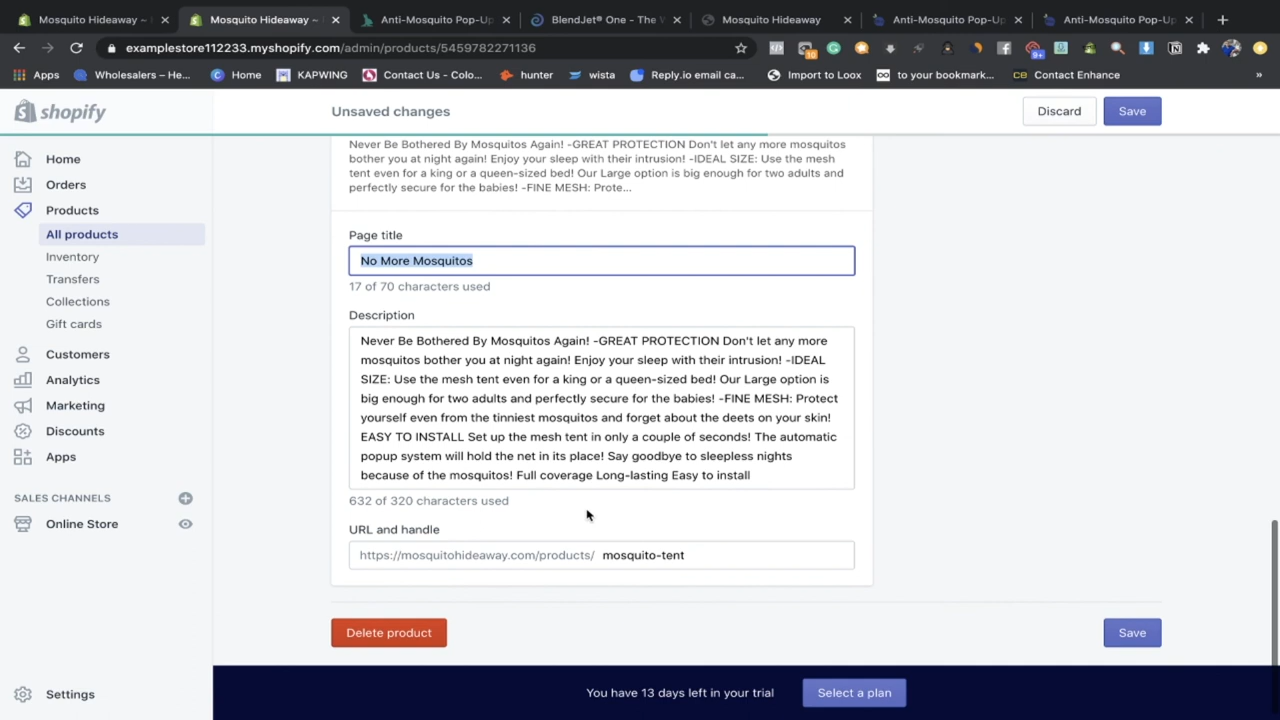 Mosquito Hideaway ~
Mosquito Hideaway ~
Anti-Mosquito Pop-Up
BlendJet® One - The
Mosquito Hideaway
Anti-Mosquito Pop-Up
Anti-Mosquito Pop-Up
examplestore112233.myshopify.com/admin/products/5459782271136
Apps
Wholesalers – He...
Home
KAPWING
Contact Us - Colo...
hunter
wista
Reply.io email ca...
Import to Loox
to your bookmark...
CB Contact Enhance
»
shopify
Unsaved changes
Discard
Save
Home
Orders
Products
All products
Inventory
Transfers
Collections
Gift cards
Customers
Analytics
Marketing
Discounts
Apps
SALES CHANNELS
Online Store
Settings
Never Be Bothered By Mosquitos Again! -GREAT PROTECTION Don't let any more mosquitos
bother you at night again! Enjoy your sleep with their intrusion! -IDEAL SIZE: Use the mesh
tent even for a king or a queen-sized bed! Our Large option is big enough for two adults and
perfectly secure for the babies! -FINE MESH: Prote...
Page title
No More Mosquitos
17 of 70 characters used
Description
Never Be Bothered By Mosquitos Again! -GREAT PROTECTION Don't let any more
mosquitos bother you at night again! Enjoy your sleep with their intrusion! -IDEAL
SIZE: Use the mesh tent even for a king or a queen-sized bed! Our Large option is
big enough for two adults and perfectly secure for the babies! -FINE MESH: Protect
yourself even from the tinniest mosquitos and forget about the deets on your skin!
EASY TO INSTALL Set up the mesh tent in only a couple of seconds! The automatic
popup system will hold the net in its place! Say goodbye to sleepless nights
because of the mosquitos! Full coverage Long-lasting Easy to install
632 of 320 characters used
URL and handle
https://mosquitohideaway.com/products/ mosquito-tent
Delete product
Save
You have 13 days left in your trial
Select a plan